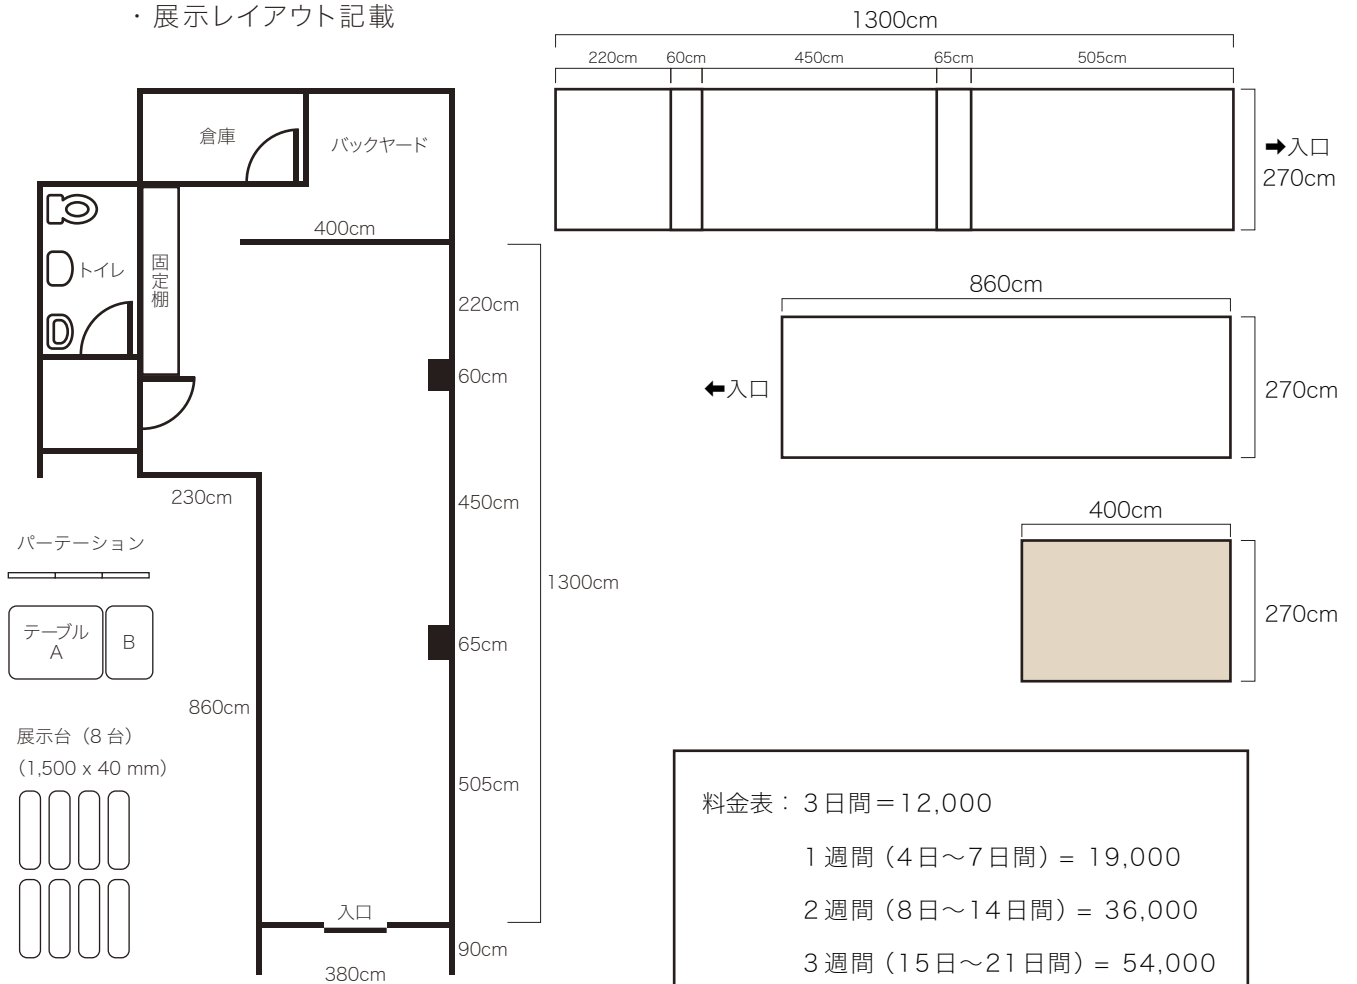 ・展示レイアウト記載
1300cm
220cm 60cm 450cm 65cm 505cm
➡入口
270cm
倉庫
バックヤード
400cm
トイレ
固定棚
220cm
60cm
860cm
⬅入口
270cm
230cm
450cm
400cm
270cm
パーテーション
1300cm
テーブル
A
B
65cm
860cm
展示台（8 台）
（1,500 x 40 mm）
505cm
入口
90cm
380cm
料金表： 3日間＝12,000
1週間（4日〜7日間）= 19,000
2週間（8日〜14日間）= 36,000
3週間（15日〜21日間）= 54,000